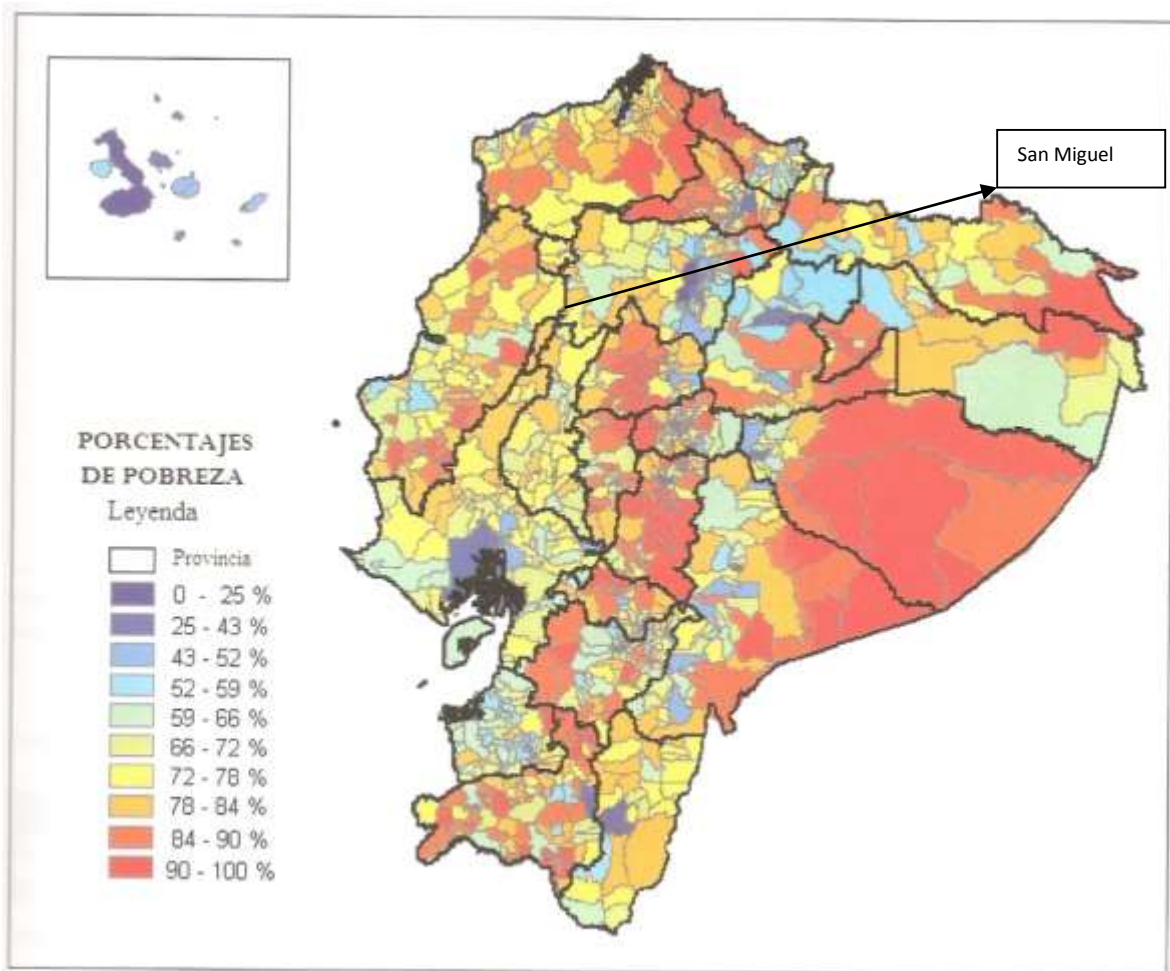 San Miguel
PORCENTAJES
DE POBREZA
Leyenda
Provincia
0 - 25 %
25 - 43 %
43 - 52 %
52 - 59 %
59 - 66 %
66 - 72 %
72 - 78 %
78 - 84 %
84 - 90 %
90 - 100 %